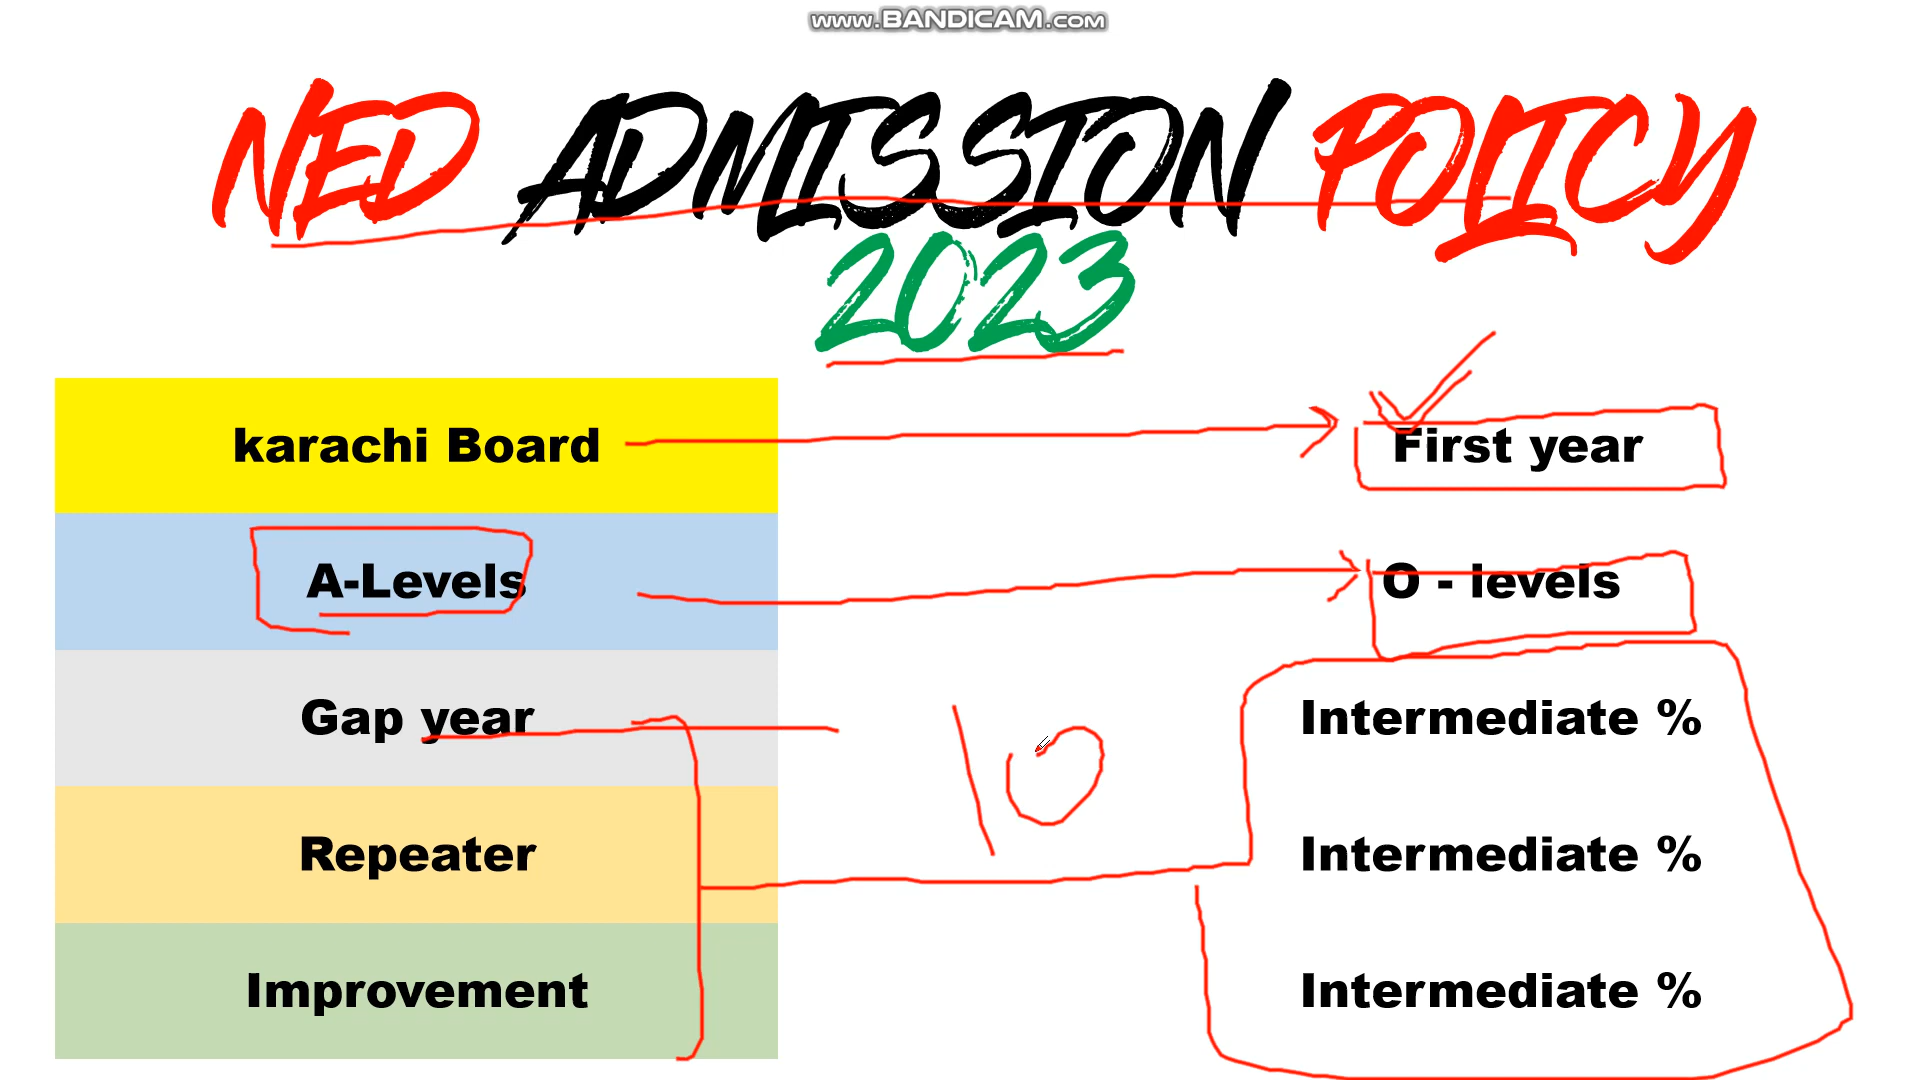 www.BANDICAM.com
NED ADMISSION POLICY
2023
karachi Board First year
A-Levels O - levels
Gap year Intermediate %
10
Repeater Intermediate %
Improvement Intermediate %